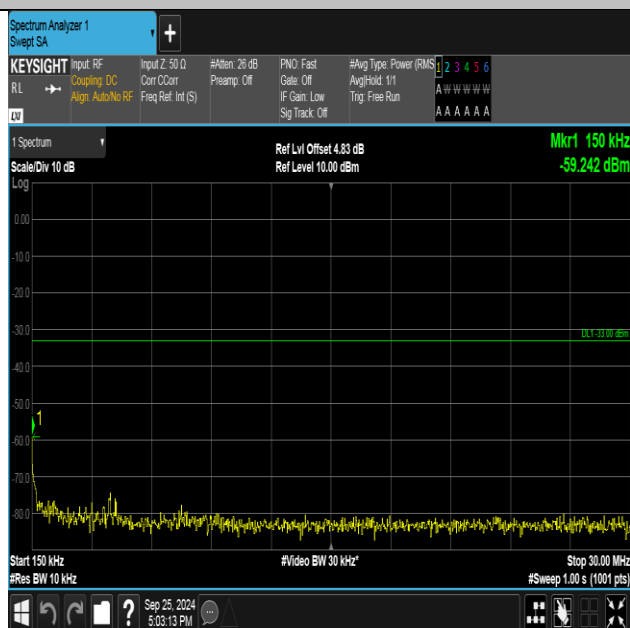 Spectrum Analyzer 1
Swept SA
+
KEYSIGHT
RL
LXI
Input: RF
Coupling: DC
Align: Auto/No RF
Input Z: 50 Ω
Corr CCorr
Freq Ref: Int (S)
#Atten: 26 dB
Preamp: Off
PNO: Fast
Gate: Off
IF Gain: Low
Sig Track: Off
#Avg Type: Power (RMS
Avg|Hold: 1/1
Trig: Free Run
1 2 3 4 5 6
A W W W W W
A A A A A A
1 Spectrum
Scale/Div 10 dB
Ref Lvl Offset 4.83 dB
Ref Level 10.00 dBm
Mkr1 150 kHz
-59.242 dBm
Log
0.00
-10.0
-20.0
-30.0
DL1 -33.00 dBm
-40.0
-50.0
1
-60.0
-70.0
-80.0
Start 150 kHz
#Video BW 30 kHz*
Stop 30.00 MHz
#Res BW 10 kHz
#Sweep 1.00 s (1001 pts)
?
Sep 25, 2024
5:03:13 PM